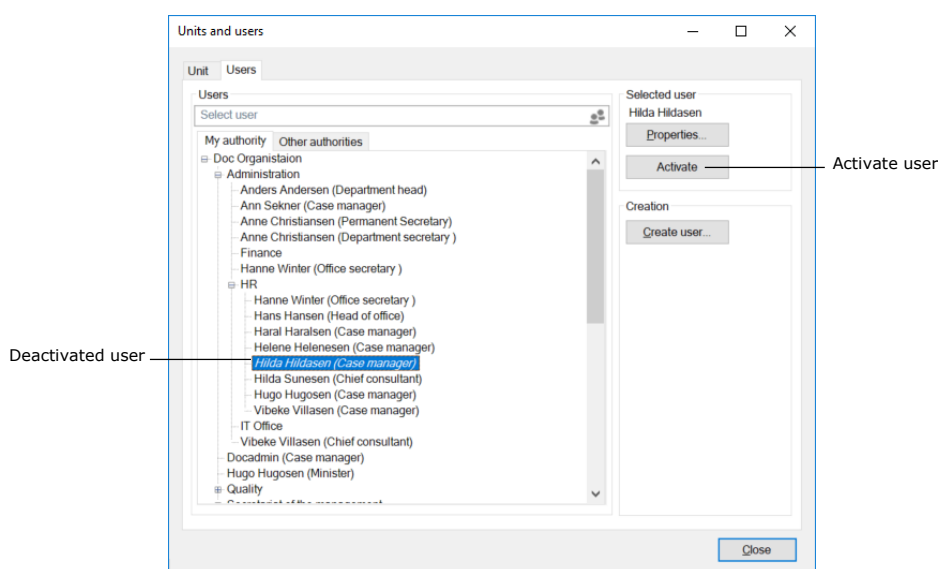 Units and users
Unit Users
Users
Select user
My authority Other authorities
Doc Organistaion
Administration
Anders Andersen (Department head)
Ann Sekner (Case manager)
Anne Christiansen (Permanent Secretary)
Anne Christiansen (Department secretary )
Finance
Hanne Winter (Office secretary )
HR
Hanne Winter (Office secretary )
Hans Hansen (Head of office)
Haral Haralsen (Case manager)
Helene Helenesen (Case manager)
Hilda Hildasen (Case manager)
Hilda Sunesen (Chief consultant)
Hugo Hugosen (Case manager)
Vibeke Villasen (Case manager)
IT Office
Vibeke Villasen (Chief consultant)
Docadmin (Case manager)
Hugo Hugosen (Minister)
Quality
Selected user
Hilda Hildasen
Properties...
Activate
Creation
Create user...
Close
Activate user
Deactivated user